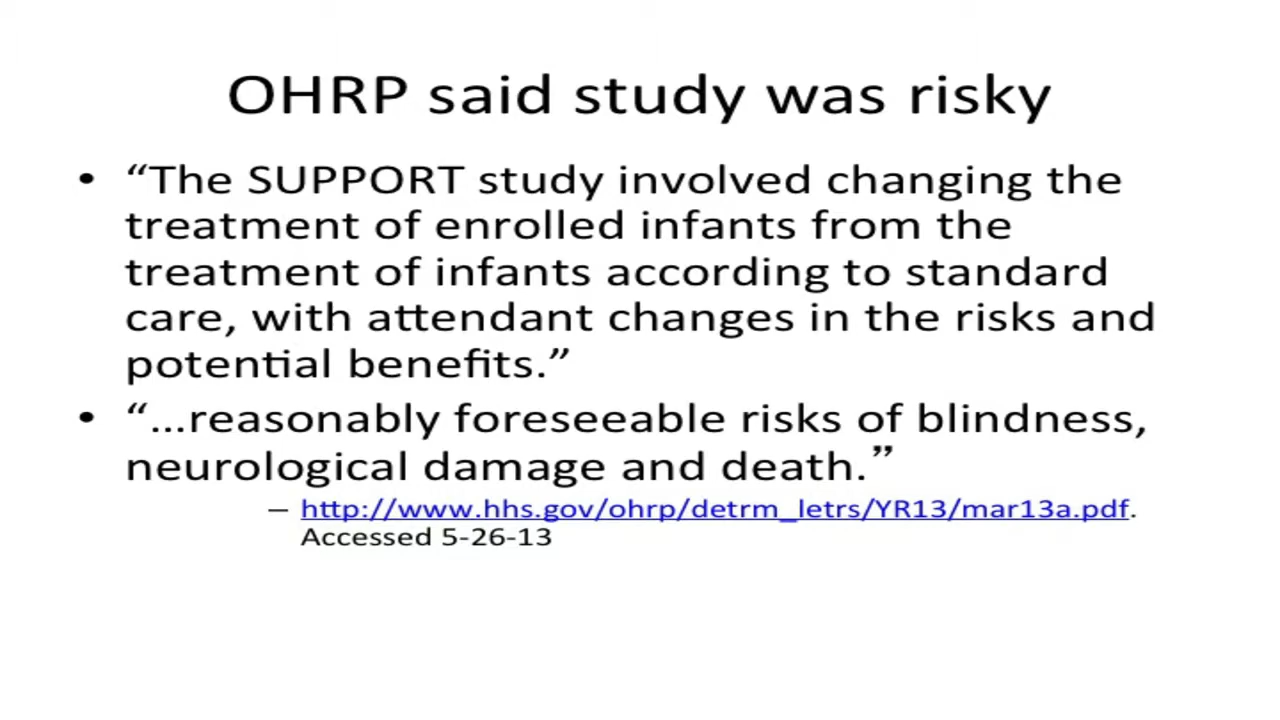 OHRP said study was risky
• “The SUPPORT study involved changing the
treatment of enrolled infants from the
treatment of infants according to standard
care, with attendant changes in the risks and
potential benefits.”
• “…reasonably foreseeable risks of blindness,
neurological damage and death.”
– http://www.hhs.gov/ohrp/detrm_letrs/YR13/mar13a.pdf.
Accessed 5-26-13